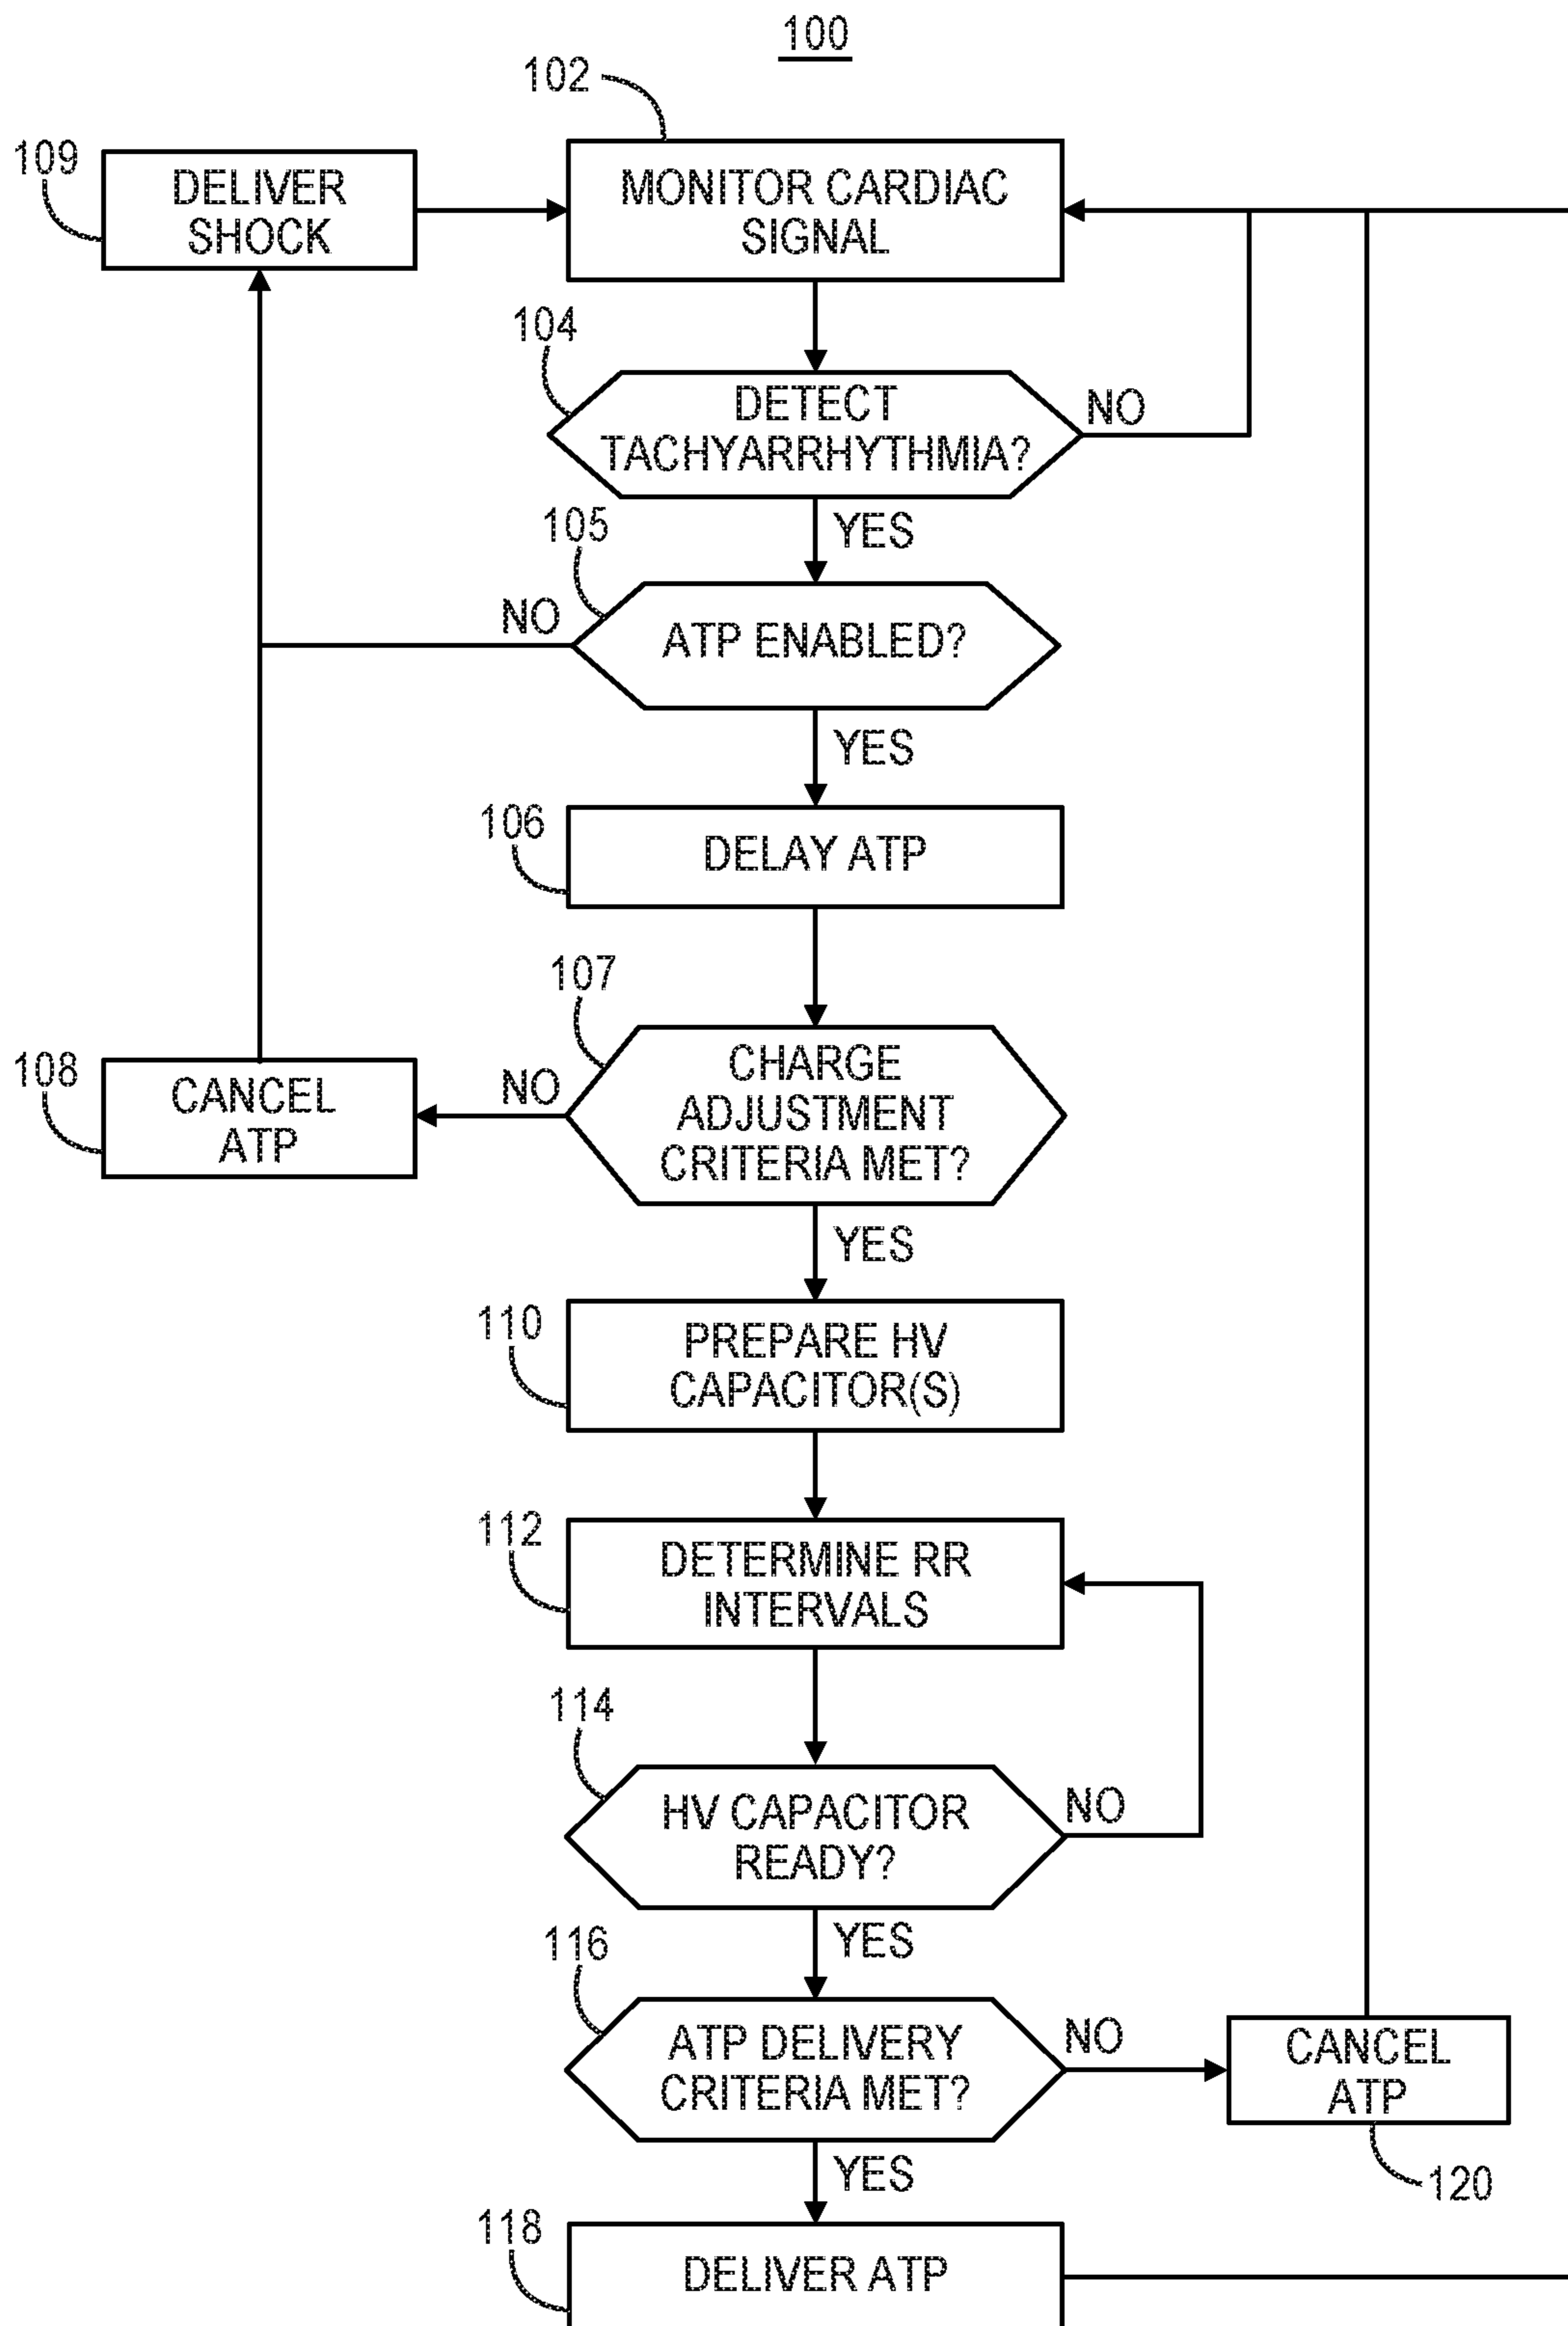 100
102
109
DELIVER
SHOCK
MONITOR CARDIAC
SIGNAL
104
DETECT
TACHYARRHYTHMIA?
NO
YES
105
NO
ATP ENABLED?
YES
106
DELAY ATP
107
108
CANCEL
ATP
NO
CHARGE
ADJUSTMENT
CRITERIA MET?
YES
110
PREPARE HV
CAPACITOR(S)
112
DETERMINE RR
INTERVALS
114
HV CAPACITOR
READY?
NO
YES
116
ATP DELIVERY
CRITERIA MET?
NO
CANCEL
ATP
120
YES
118
DELIVER ATP